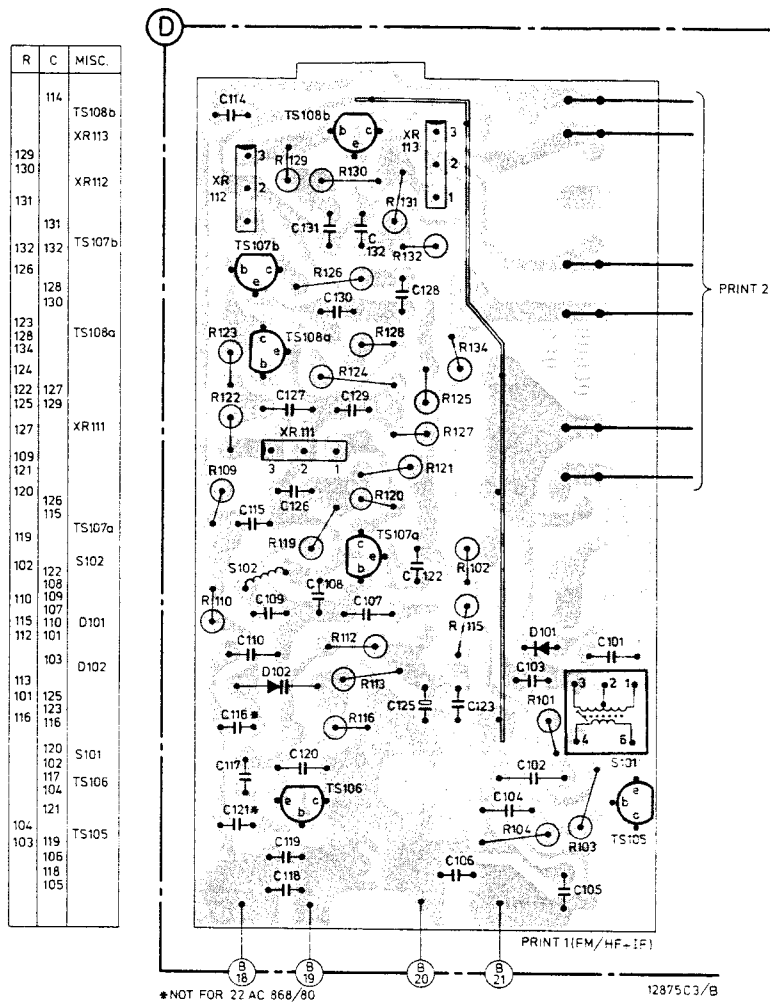 D
R C MISC.
114
TS108b
XR113
129
130
XR112
131
131
132 132 TS107b
126
128
130
123
128 TS108a
134
124
122 127
125 129
127 XR111
109
121
120
126
115
119 TS107a
102 S102
122
108
110 109
107
115 110 D101
112 101
103 D102
113
101 125
123
116 116
120 S101
102
117 TS106
104
121
104 TS105
103 119
106
118
105
C114
TS108b
b c
e
XR
113
3
2
1
XR
112
3
2
R129
R130
R131
C131
C132
R132
TS107b
b c
e
R126
C128
C130
R123
TS108a
c
e
b
R128
R134
R124
R122
C127
C129
R125
R127
XR111
3 2 1
R121
R109
C126
R120
C115
R119
TS107a
c
e
b
C122
R102
S102
C108
R110
C109
C107
R115
C110
R112
D101
C101
D102
R113
C103
R101
3 2 1
4 6
S101
C116*
R116
C125
C123
C117
C120
C102
TS106
e c
b
C121*
C104
R104
R103
b
e
c
TS105
C119
C106
C118
C105
PRINT 2
PRINT 1(FM/HF+IF)
B
18
B
19
B
20
B
21
*NOT FOR 22 AC 868/80
12875C3/B